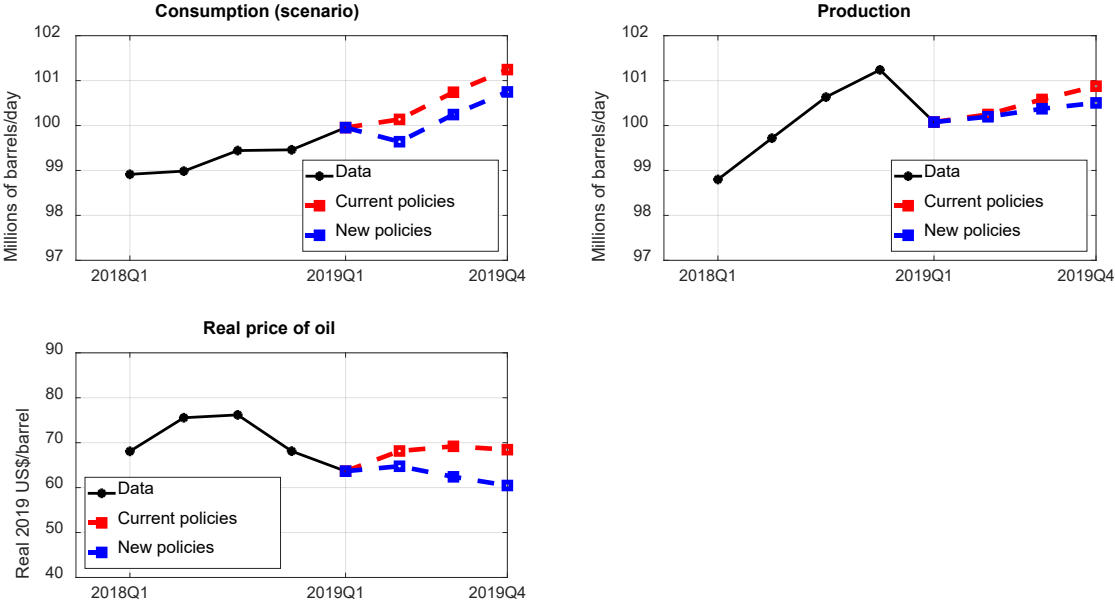 Consumption (scenario)
Millions of barrels/day
102
101
100
99
98
97
Data
Current policies
New policies
2018Q1
2019Q1
2019Q4
Production
Millions of barrels/day
102
101
100
99
98
97
Data
Current policies
New policies
2018Q1
2019Q1
2019Q4
Real price of oil
Real 2019 US$/barrel
90
80
70
60
50
40
Data
Current policies
New policies
2018Q1
2019Q1
2019Q4